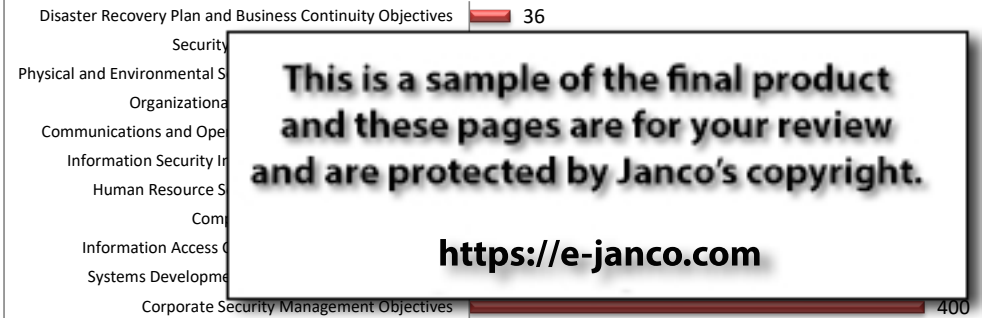 Disaster Recovery Plan and Business Continuity Objectives 36
Security
Physical and Environmental S
Organizationa
Communications and Ope
Information Security
Human Resource S
Com
Information Access
Systems Developme
Corporate Security Management Objectives 400
This is a sample of the final product
and these pages are for your review
and are protected by Janco's copyright.
https://e-janco.com